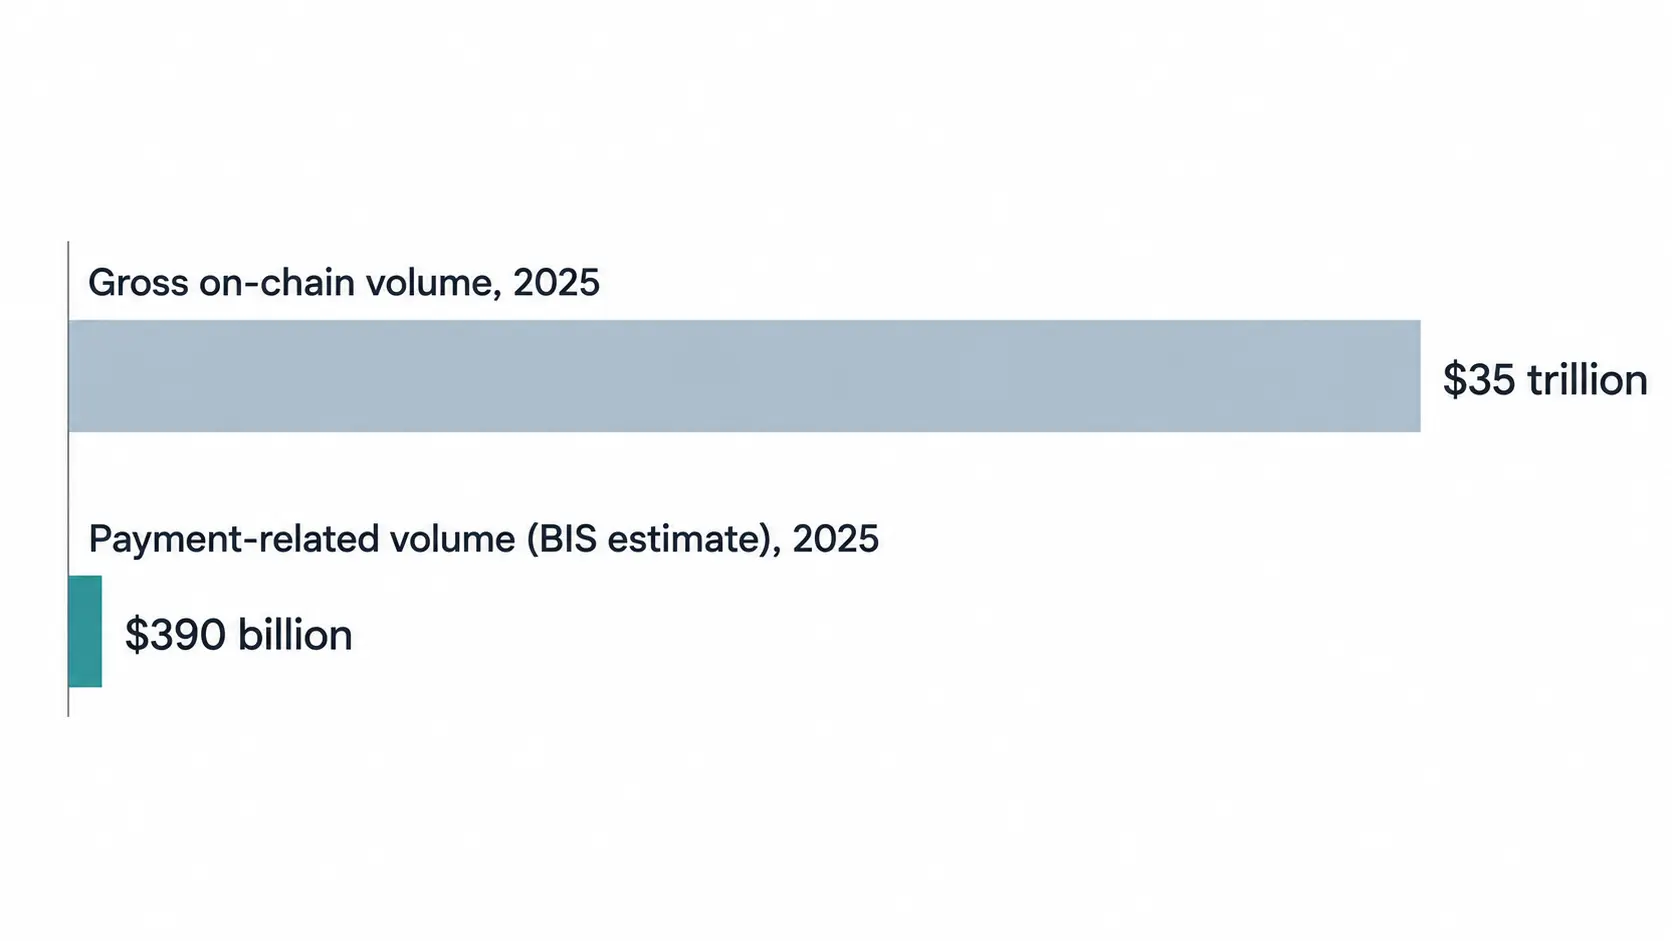 Gross on-chain volume, 2025
$35 trillion
Payment-related volume (BIS estimate), 2025
$390 billion